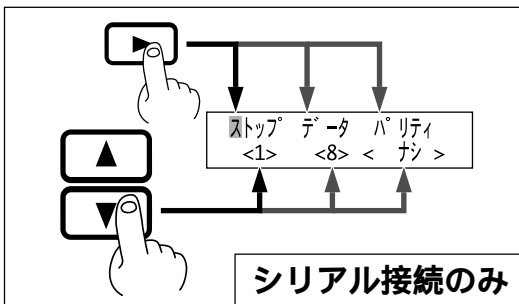 ストップ データ パリティ
<1> <8> < ナシ >
シリアル接続のみ